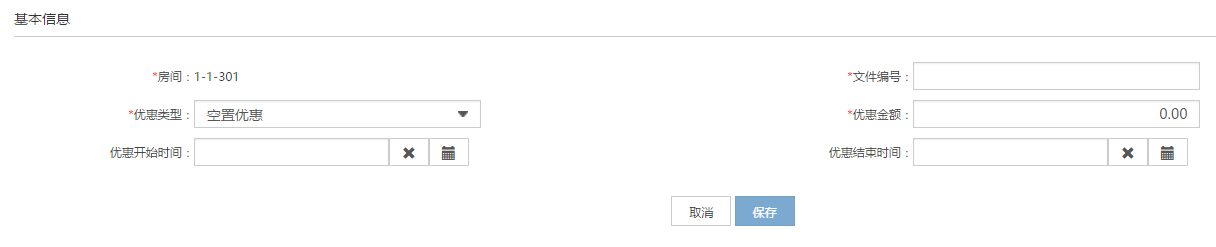 基本信息
*房间：1-1-301 *文件编号：
*优惠类型：空置优惠 *优惠金额：0.00
优惠开始时间： 优惠结束时间：
取消 保存